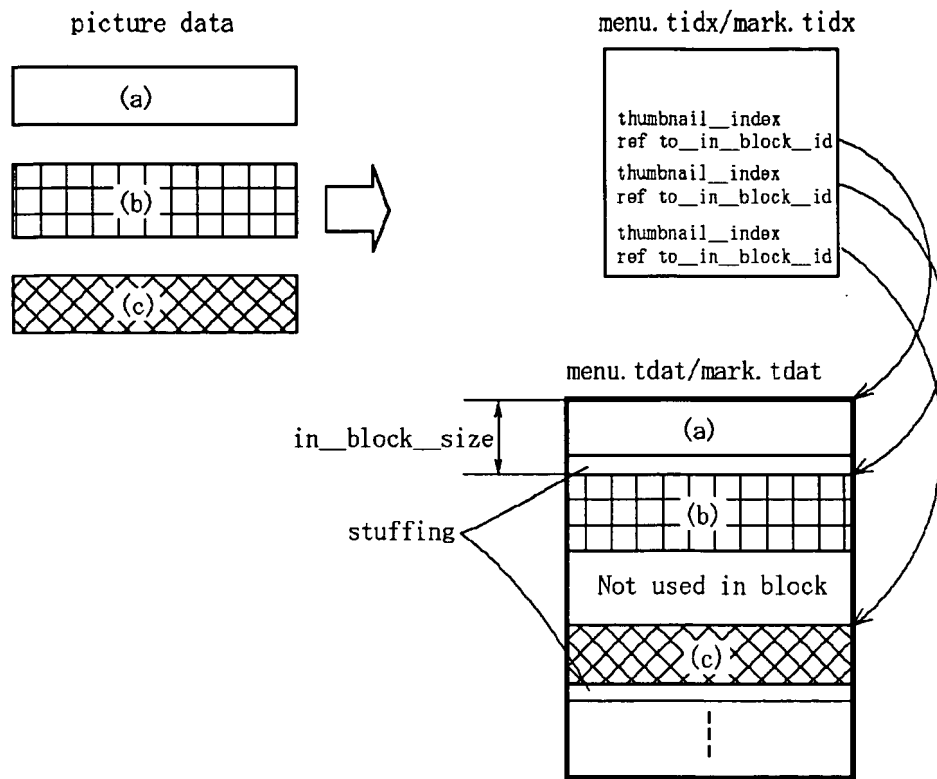 picture data
(a)
(b)
(c)
menu.tidx/mark.tidx
thumbnail__index
ref to__in__block__id
thumbnail__index
ref to__in__block__id
thumbnail__index
ref to__in__block__id
menu.tdat/mark.tdat
in__block__size
(a)
stuffing
(b)
Not used in block
(c)